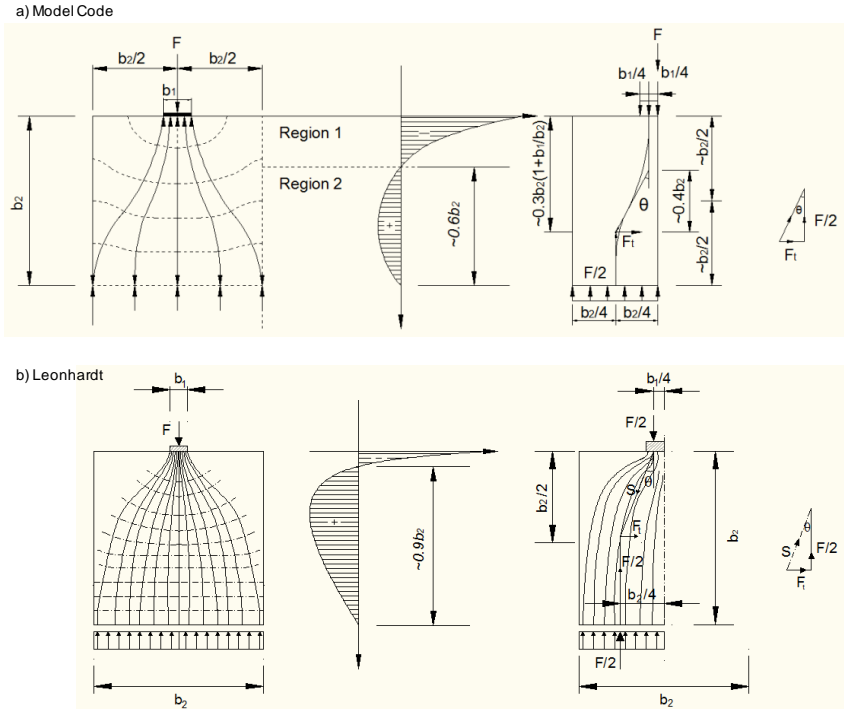 a) Model Code
F
b2/2
b2/2
b1
b2
Region 1
Region 2
~0.6b2
F
b1/4
b1/4
~0.3b2(1+b1/b2)
θ
Ft
~0.4b2
~b2/2
~b2/2
F/2
b2/4
b2/4
θ
F/2
Ft
b) Leonhardt
b1
F
~0.9b2
b2
b1/4
F/2
b2/2
S
θ
Ft
F/2
b2/4
b2
F/2
b2
θ
S
F/2
Ft